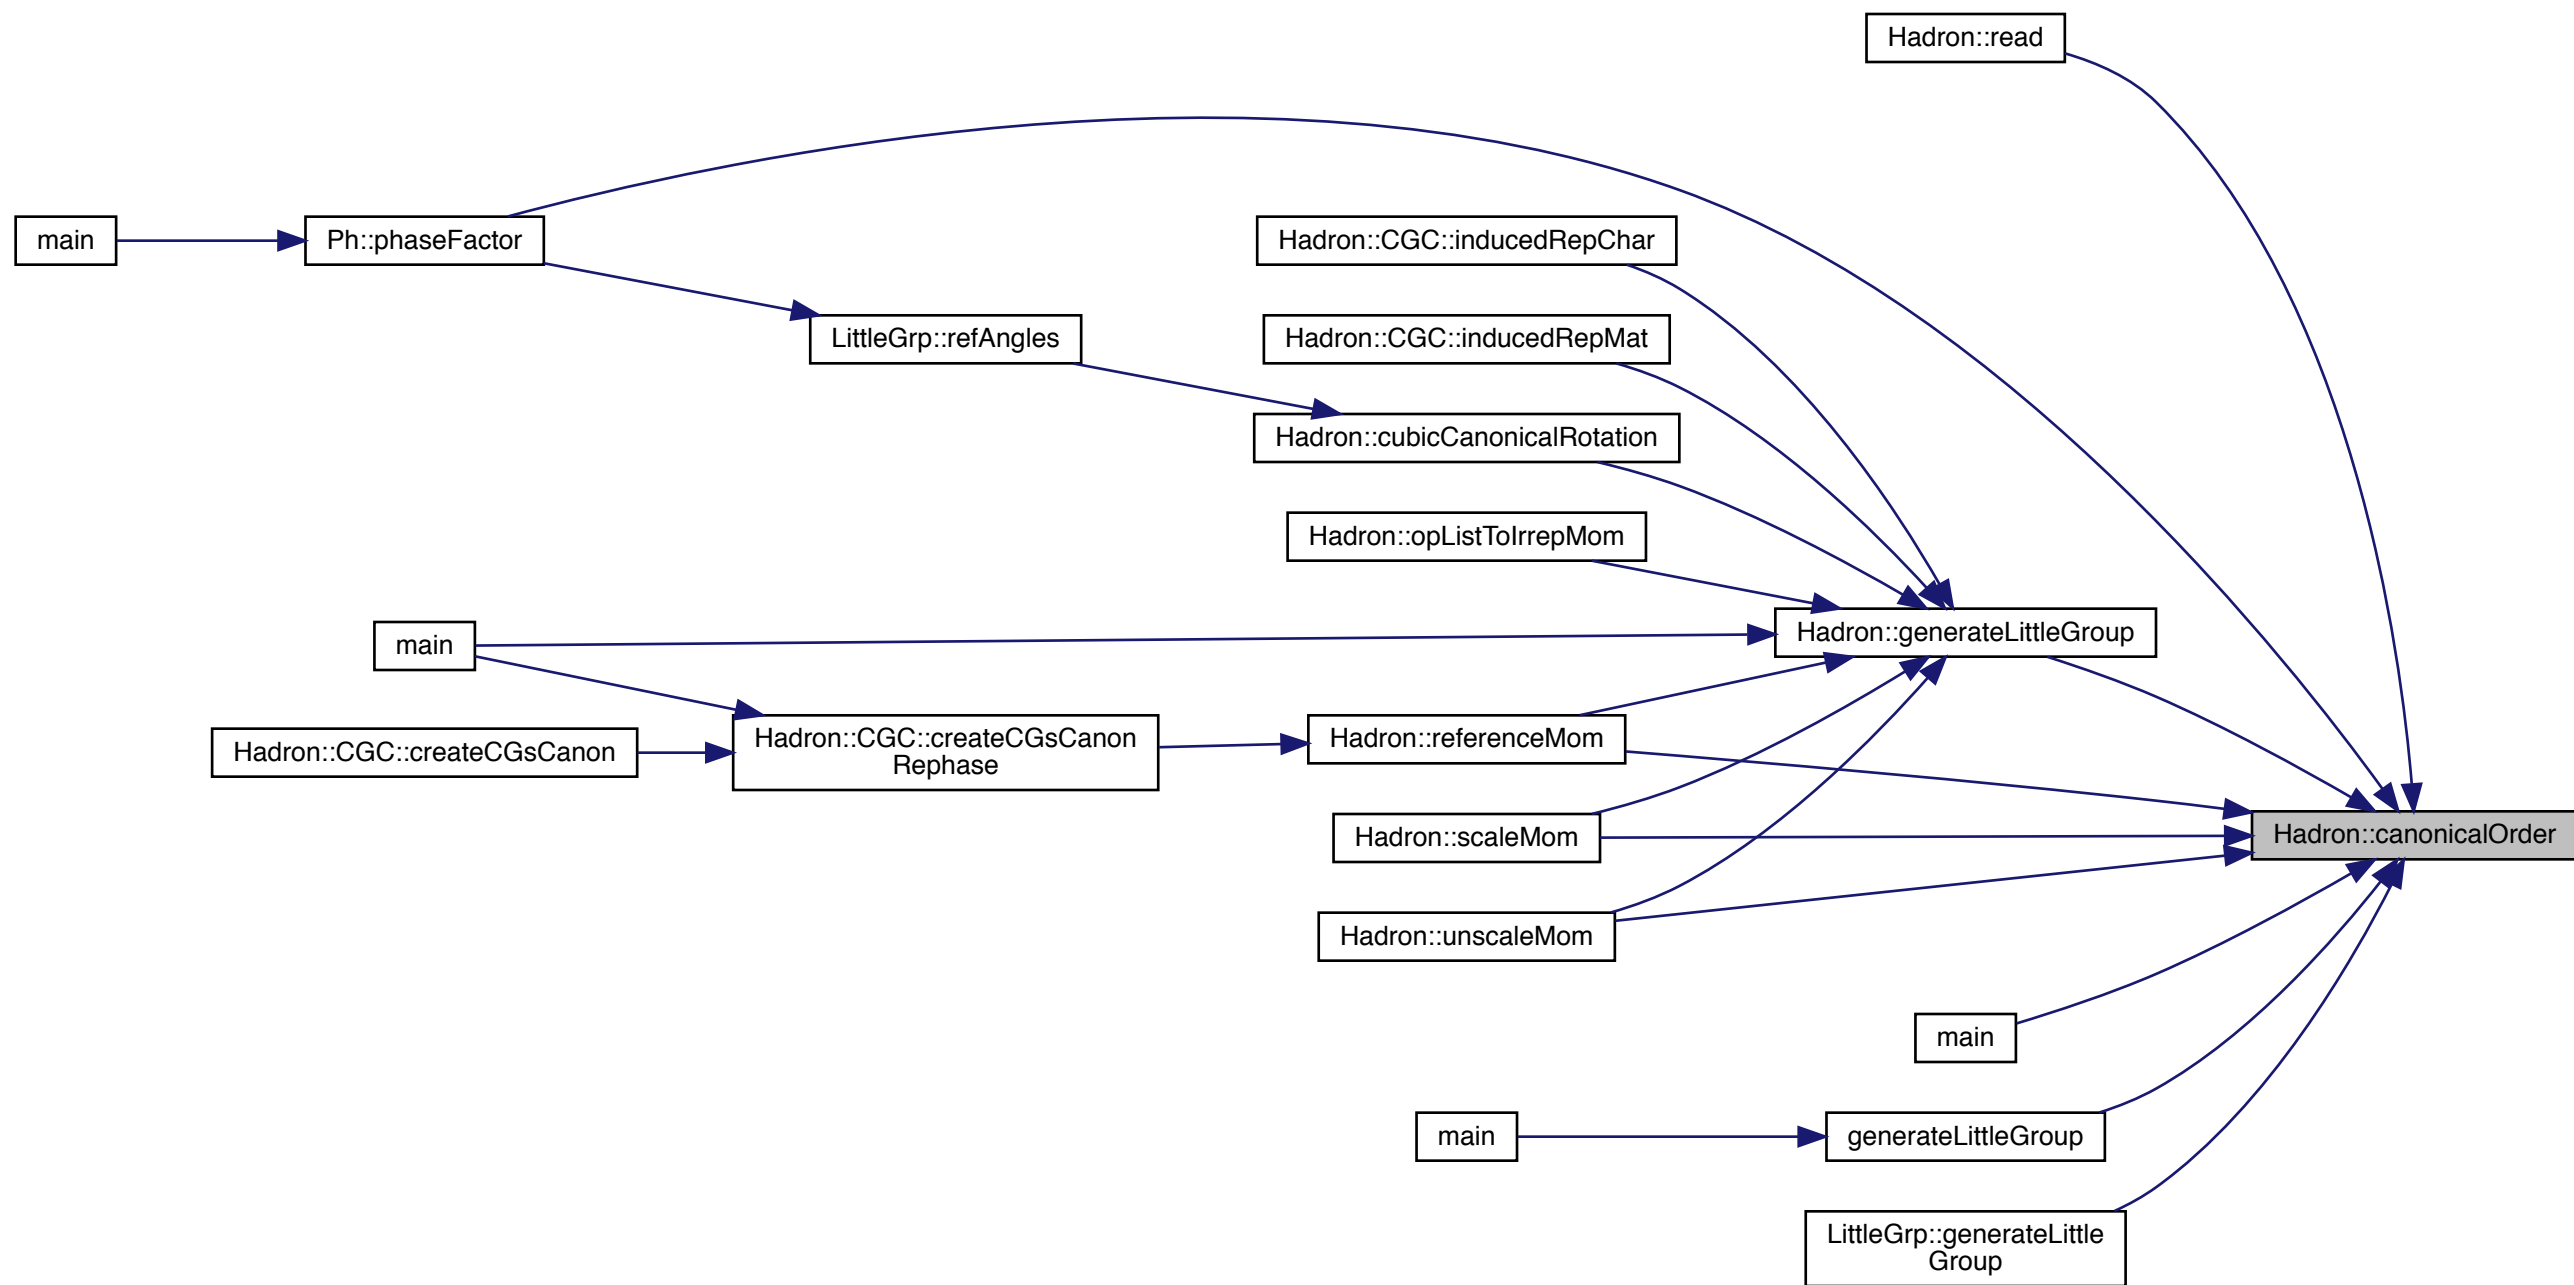 Hadron::read
main
Ph::phaseFactor
Hadron::CGC::inducedRepChar
LittleGrp::refAngles
Hadron::CGC::inducedRepMat
Hadron::cubicCanonicalRotation
Hadron::opListToIrrepMom
Hadron::generateLittleGroup
main
Hadron::CGC::createCGsCanon
Hadron::CGC::createCGsCanon
Rephase
Hadron::referenceMom
Hadron::scaleMom
Hadron::canonicalOrder
Hadron::unscaleMom
main
main
generateLittleGroup
LittleGrp::generateLittle
Group